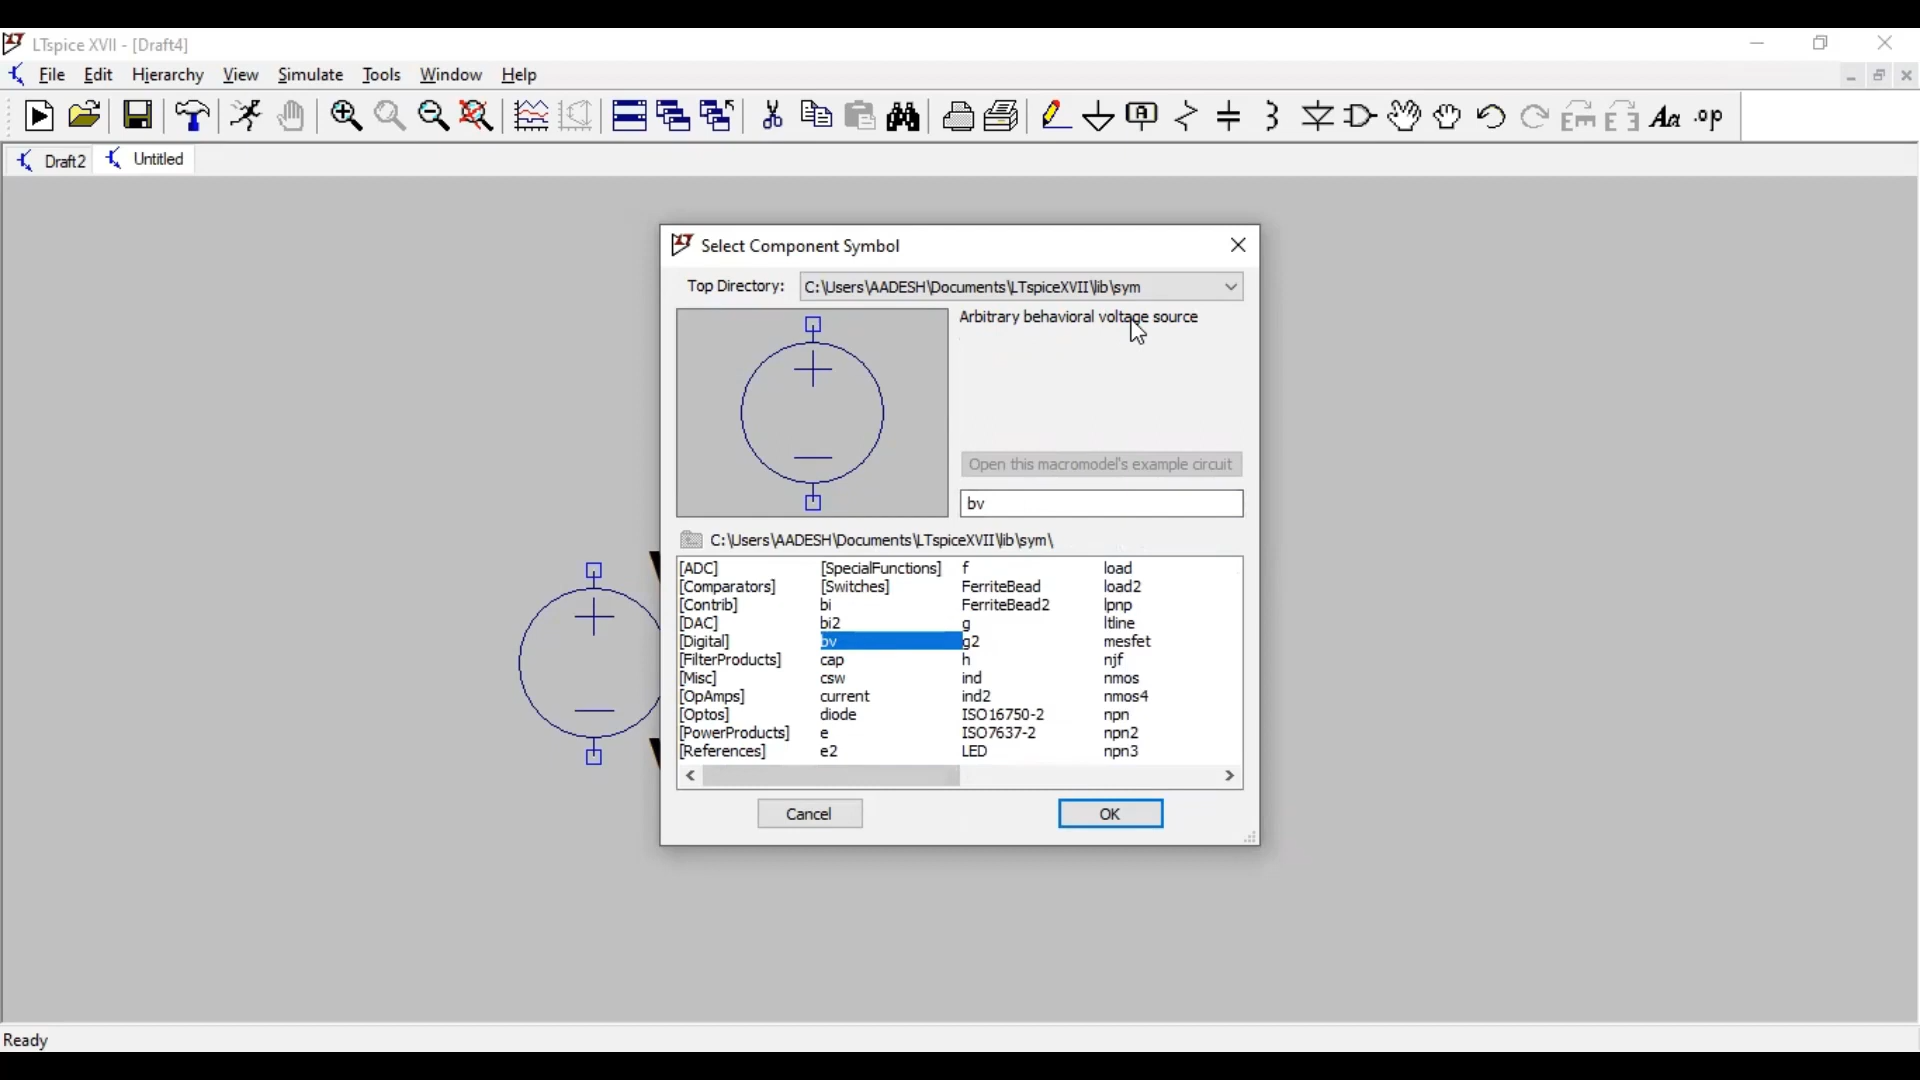 LTspice XVII - [Draft4]
File Edit Hierarchy View Simulate Tools Window Help
A Aa .op
Draft2 Untitled
Select Component Symbol
Top Directory: C:\Users\AADESH\Documents\LTspiceXVII\lib\sym
Arbitrary behavioral voltage source
Open this macromodel's example circuit
bv
C:\Users\AADESH\Documents\LTspiceXVII\lib\sym\
[ADC] [SpecialFunctions] f load
[Comparators] [Switches] FerriteBead load2
[Contrib] bi FerriteBead2 lpnp
[DAC] bi2 g ltline
[Digital] bv g2 mesfet
[FilterProducts] cap h njf
[Misc] csw ind nmos
[OpAmps] current ind2 nmos4
[Optos] diode ISO16750-2 npn
[PowerProducts] e ISO7637-2 npn2
[References] e2 LED npn3
Cancel OK
Ready